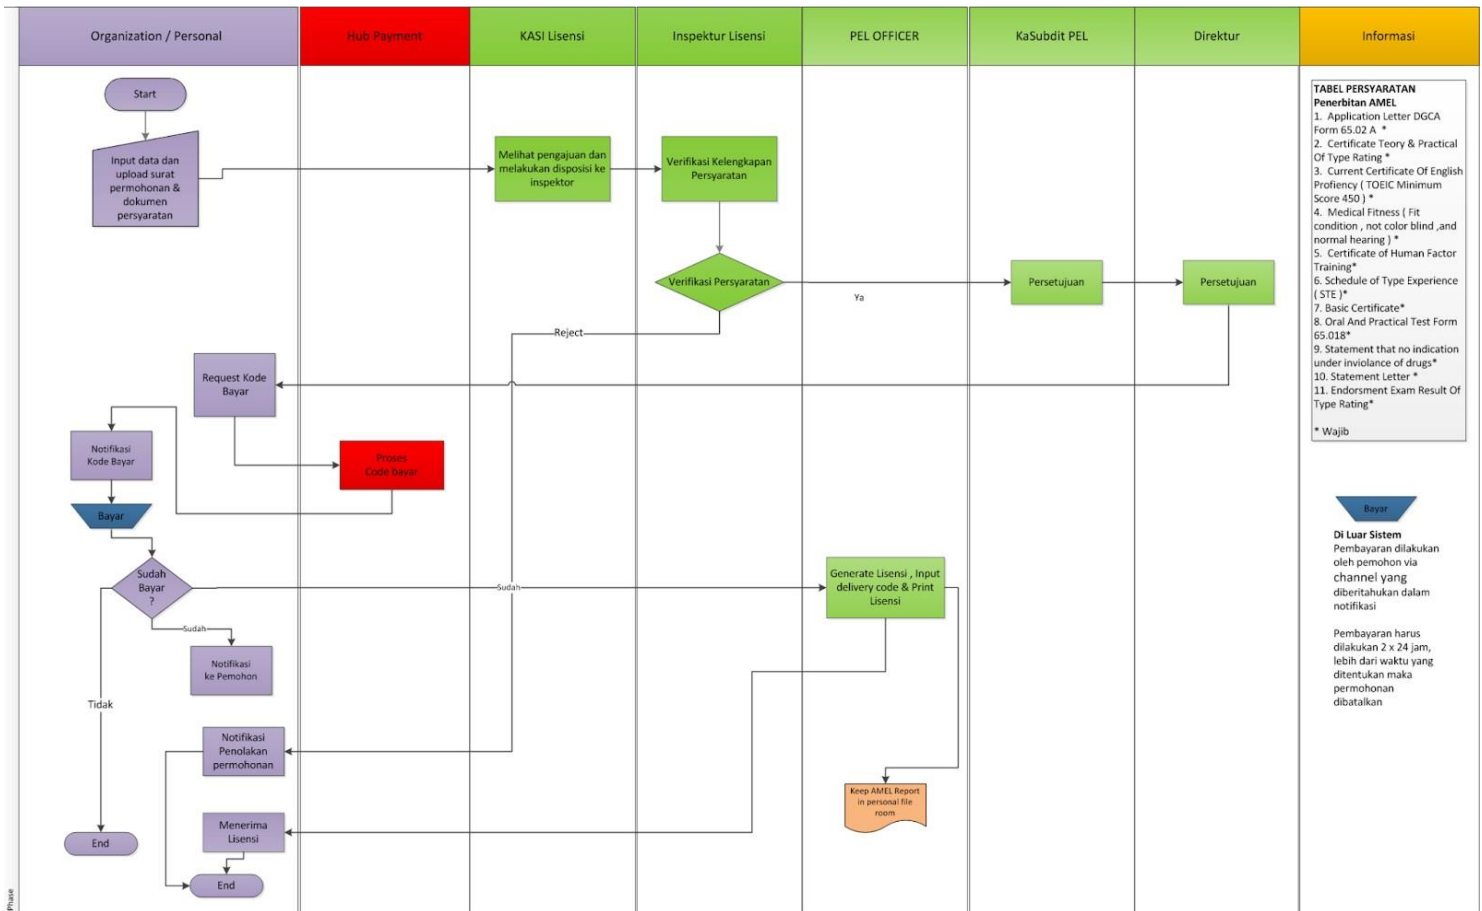 Organization / Personal
Hub Payment
KASI Lisensi
Inspektur Lisensi
PEL OFFICER
KaSubdit PEL
Direktur
Informasi
Start
Input data dan
upload surat
permohonan &
dokumen
persyaratan
Melihat pengajuan dan
melakukan disposisi ke
inspektor
Verifikasi Kelengkapan
Persyaratan
Verifikasi Persyaratan
Ya
Persetujuan
Persetujuan
Reject
Request Kode
Bayar
Notifikasi
Kode Bayar
Proses
Code bayar
Bayar
Sudah
Bayar
?
Sudah
Generate Lisensi , Input
delivery code & Print
Lisensi
Sudah
Notifikasi
ke Pemohon
Tidak
Notifikasi
Penolakan
permohonan
Keep AMEL Report
in personal file
room
Menerima
Lisensi
End
End
TABEL PERSYARATAN
Penerbitan AMEL
1. Application Letter DGCA
Form 65.02 A *
2. Certificate Teory & Practical
Of Type Rating *
3. Current Certificate Of English
Profiency ( TOEIC Minimum
Score 450 ) *
4. Medical Fitness ( Fit
condition , not color blind ,and
normal hearing ) *
5. Certificate of Human Factor
Training*
6. Schedule of Type Experience
( STE )*
7. Basic Certificate*
8. Oral And Practical Test Form
65.018*
9. Statement that no indication
under inviolance of drugs*
10. Statement Letter *
11. Endorsment Exam Result Of
Type Rating*
* Wajib
Bayar
Di Luar Sistem
Pembayaran dilakukan
oleh pemohon via
channel yang
diberitahukan dalam
notifikasi
Pembayaran harus
dilakukan 2 x 24 jam,
lebih dari waktu yang
ditentukan maka
permohonan
dibatalkan
Phase